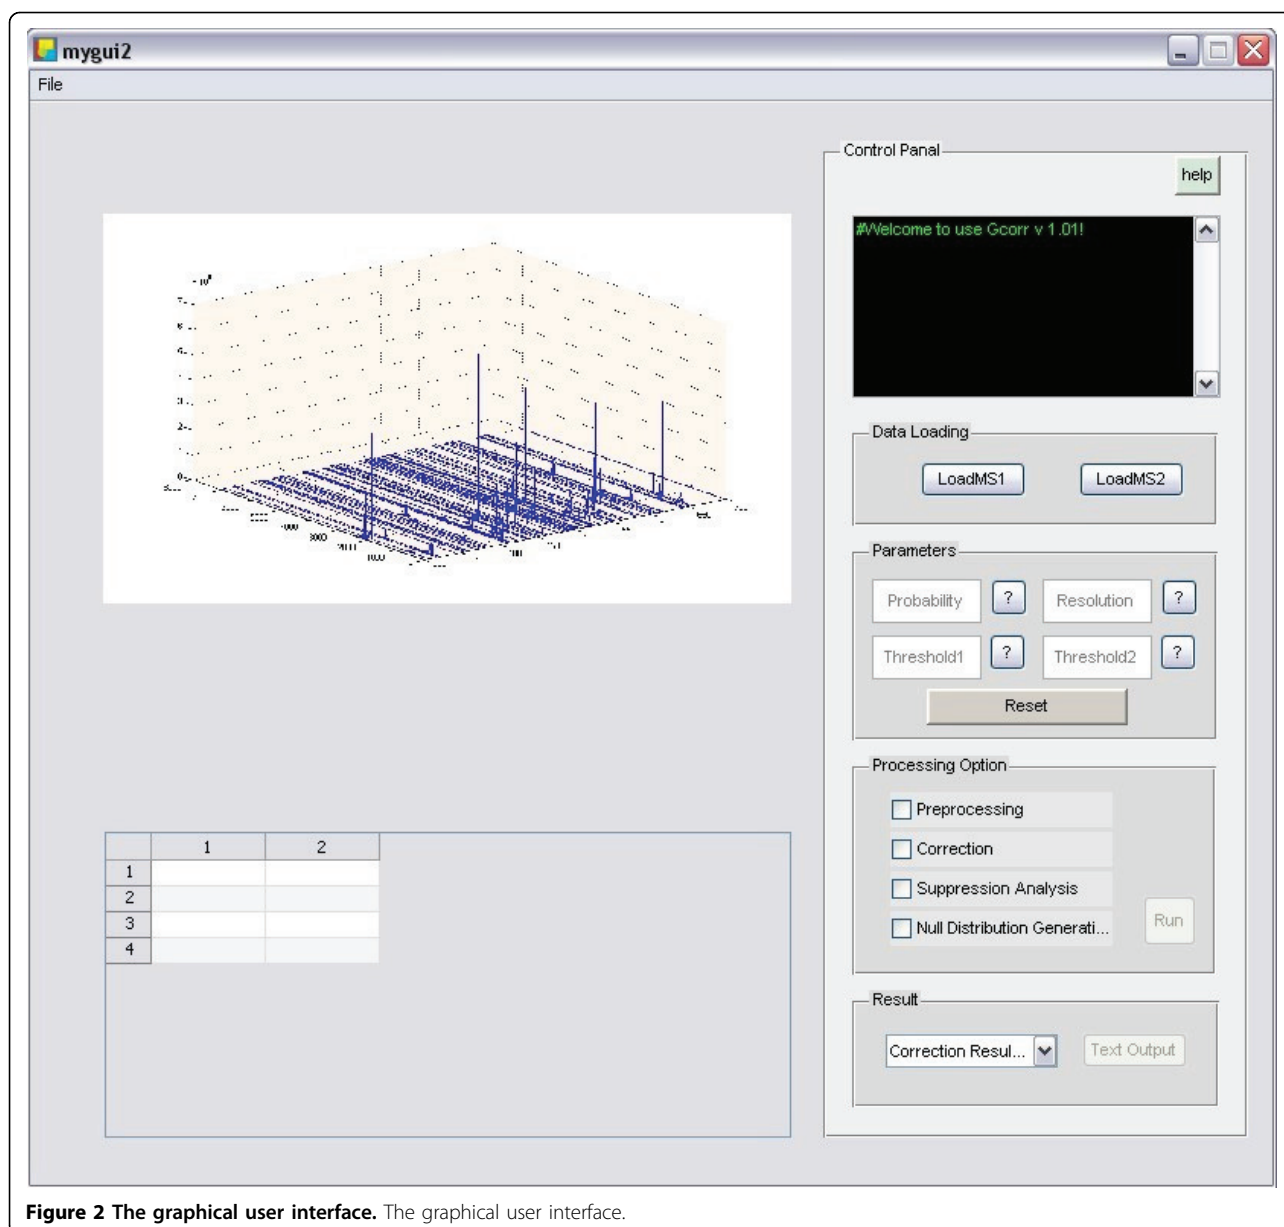 mygui2
File
Control Panal
help
#Welcome to use Gcorr v 1.01!
Data Loading
LoadMS1
LoadMS2
Parameters
Probability
?
Resolution
?
Threshold1
?
Threshold2
?
Reset
Processing Option
Preprocessing
Correction
Suppression Analysis
Null Distribution Generati...
Run
Result
Correction Resul...
Text Output
3000
1 2
1
2
3
4
Figure 2 The graphical user interface. The graphical user interface.